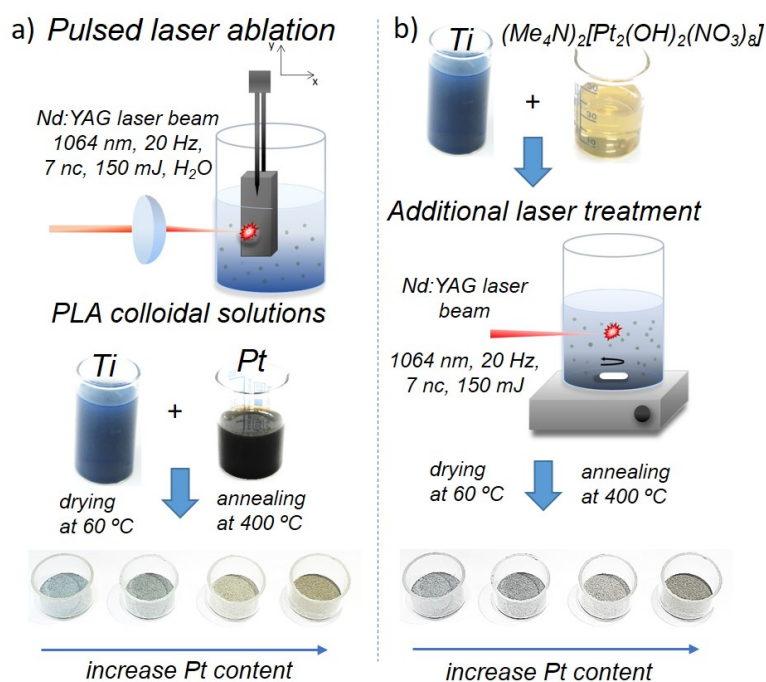 a) Pulsed laser ablation
y
x
Nd:YAG laser beam
1064 nm, 20 Hz,
7 nc, 150 mJ, H₂O
PLA colloidal solutions
Ti + Pt
drying
at 60 ºC
annealing
at 400 ºC
increase Pt content
b)
Ti + (Me₄N)₂[Pt₂(OH)₂(NO₃)₈]
Additional laser treatment
Nd:YAG laser
beam
1064 nm, 20 Hz,
7 nc, 150 mJ
drying
at 60 ºC
annealing
at 400 ºC
increase Pt content